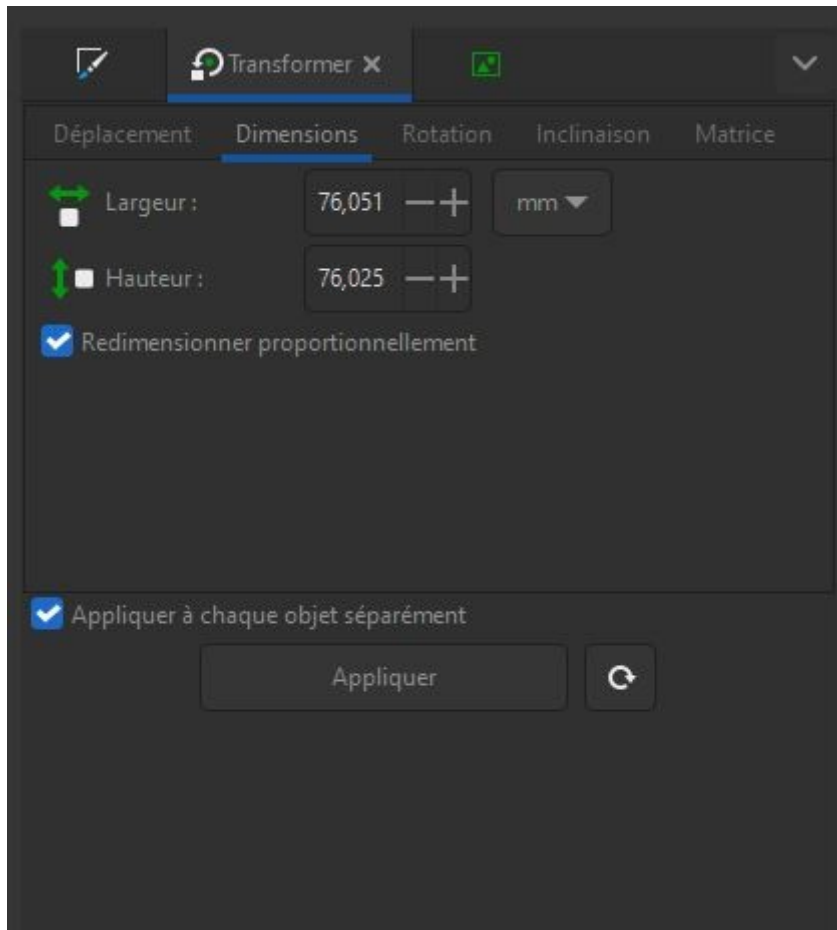 Transformer
Déplacement Dimensions Rotation Inclinaison Matrice
Largeur : 76,051 mm
Hauteur : 76,025
Redimensionner proportionnellement
Appliquer à chaque objet séparément
Appliquer